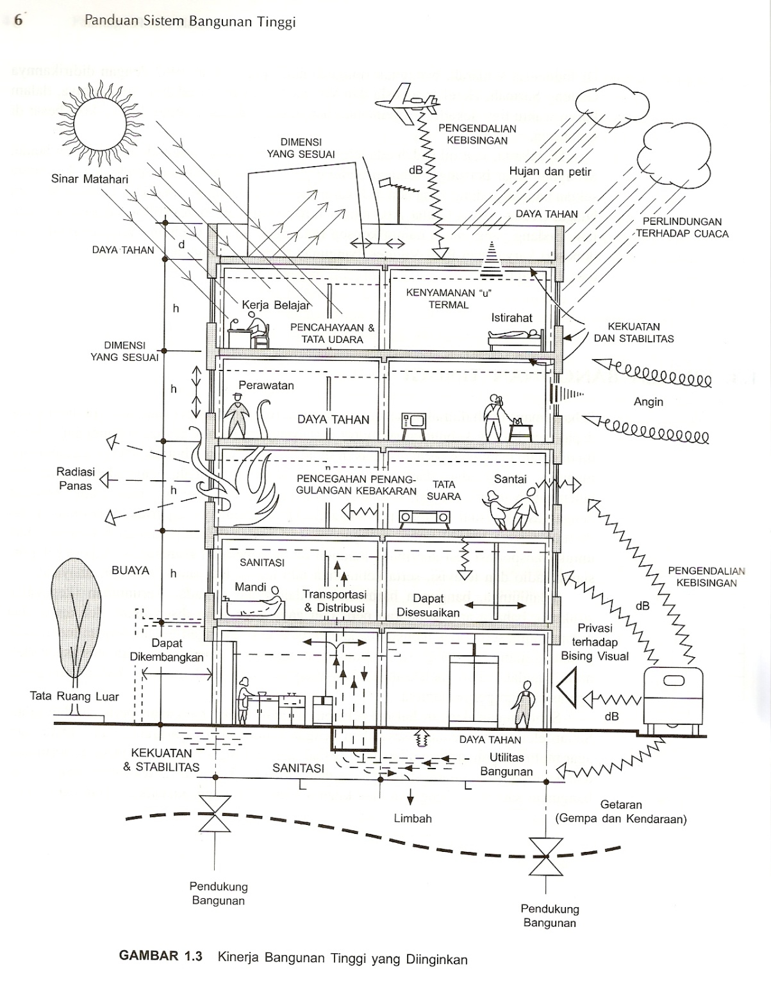 6 Panduan Sistem Bangunan Tinggi
PENGENDALIAN
KEBISINGAN
DIMENSI
YANG SESUAI
dB
Hujan dan petir
Sinar Matahari
DAYA TAHAN
PERLINDUNGAN
TERHADAP CUACA
DAYA TAHAN
d
KENYAMANAN “u”
TERMAL
Kerja Belajar
h
Istirahat
PENCAHAYAAN &
TATA UDARA
KEKUATAN
DAN STABILITAS
DIMENSI
YANG SESUAI
Perawatan
h
Angin
DAYA TAHAN
Radiasi
Panas
PENCEGAHAN PENANG-
GULANGAN KEBAKARAN
TATA
SUARA
Santai
h
SANITASI
BUAYA
h
PENGENDALIAN
KEBISINGAN
Mandi
Transportasi
& Distribusi
Dapat
Disesuaikan
dB
Privasi
terhadap
Bising Visual
Dapat
Dikembangkan
Tata Ruang Luar
dB
DAYA TAHAN
KEKUATAN
& STABILITAS
SANITASI
Utilitas
Bangunan
L
L
Limbah
Getaran
(Gempa dan Kendaraan)
Pendukung
Bangunan
Pendukung
Bangunan
GAMBAR 1.3 Kinerja Bangunan Tinggi yang Diinginkan